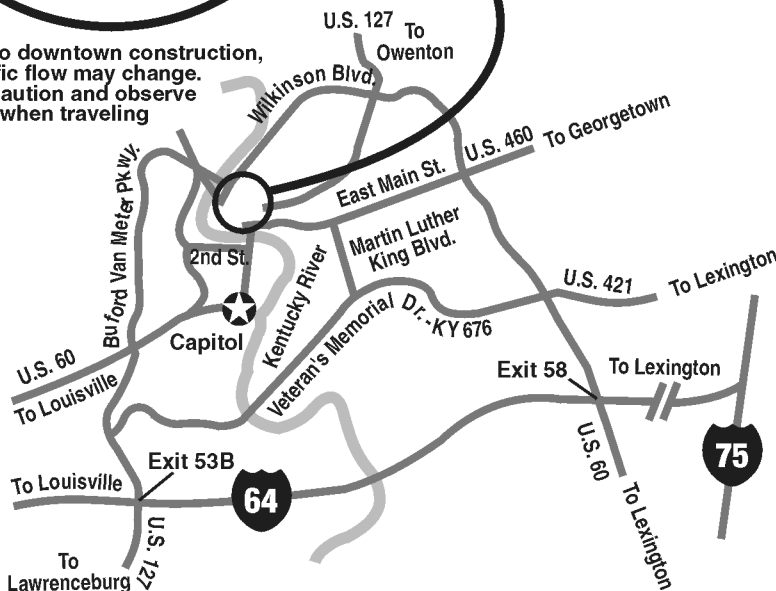 U.S. 127
To
Owenton
o downtown construction,
ic flow may change.
aution and observe
when traveling
Wilkinson Blvd.
U.S. 460
To Georgetown
East Main St.
Buford Van Meter Pkwy.
Martin Luther
King Blvd.
2nd St.
Kentucky River
U.S. 421
To Lexington
Veteran's Memorial Dr.-KY 676
Capitol
U.S. 60
To Louisville
Exit 58
To Lexington
75
U.S. 60
To Lexington
Exit 53B
To Louisville
64
U.S. 127
To
Lawrenceburg